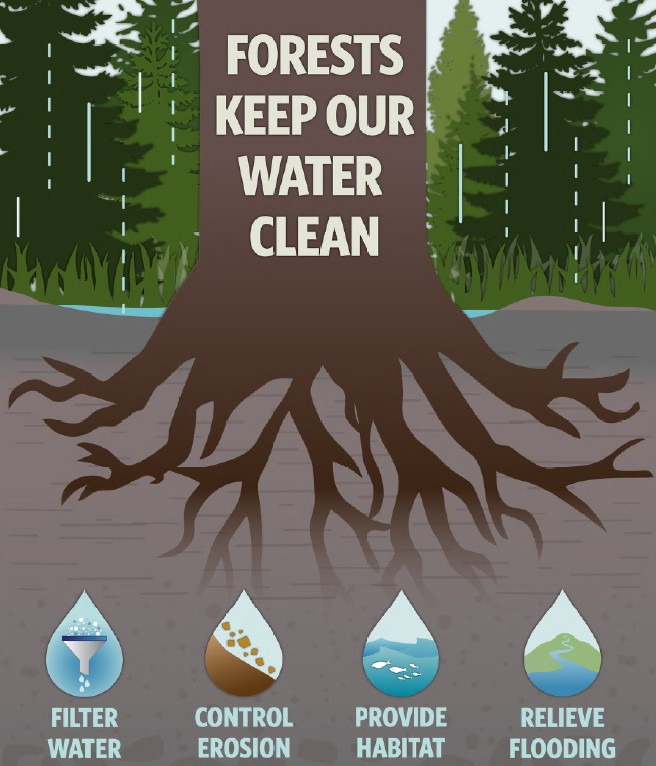 FORESTS
KEEP OUR
WATER
CLEAN
FILTER
WATER
CONTROL
EROSION
PROVIDE
HABITAT
RELIEVE
FLOODING